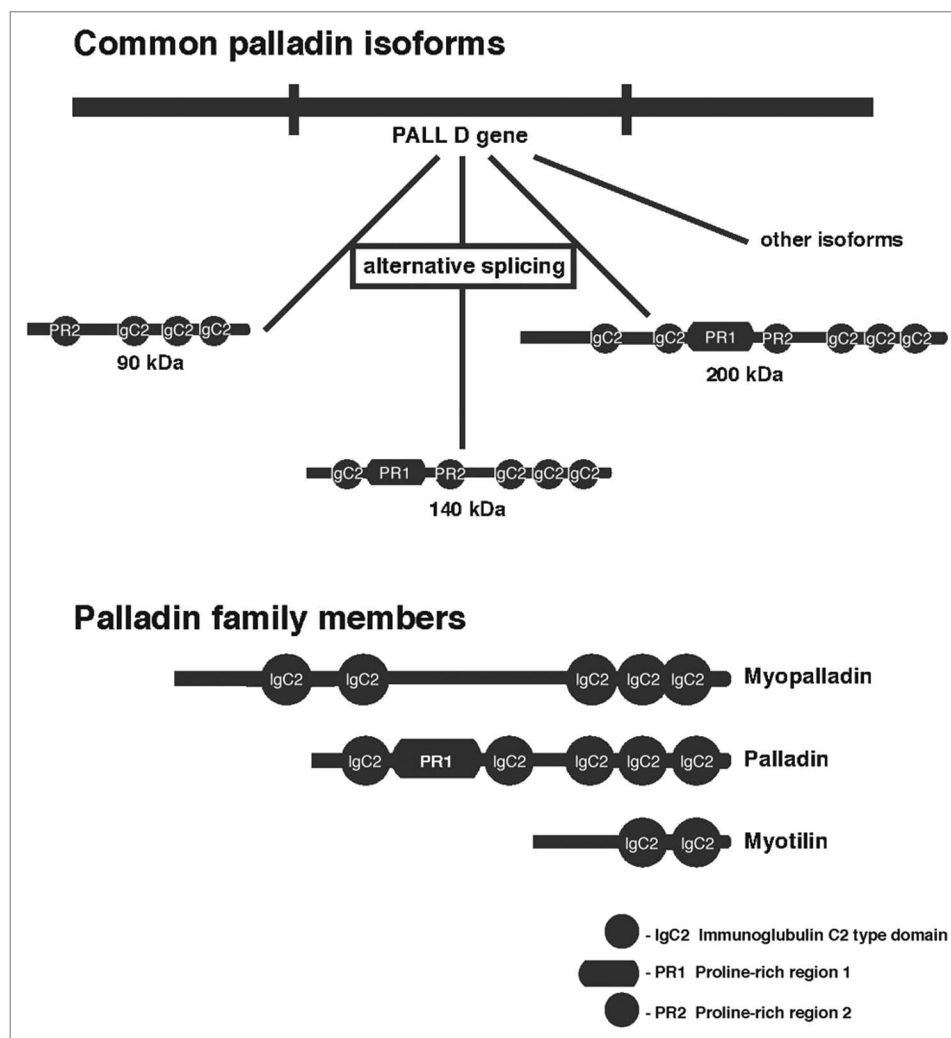 Common palladin isoforms
PALL D gene
other isoforms
alternative splicing
PR2 IgC2 IgC2 IgC2
90 kDa
IgC2 IgC2 PR1 PR2 IgC2 IgC2 IgC2
200 kDa
IgC2 PR1 PR2 IgC2 IgC2 IgC2
140 kDa
Palladin family members
IgC2 IgC2 IgC2 IgC2 IgC2 Myopalladin
IgC2 PR1 IgC2 IgC2 IgC2 IgC2 Palladin
IgC2 IgC2 Myotilin
- IgC2 Immunoglubulin C2 type domain
- PR1 Proline-rich region 1
- PR2 Proline-rich region 2